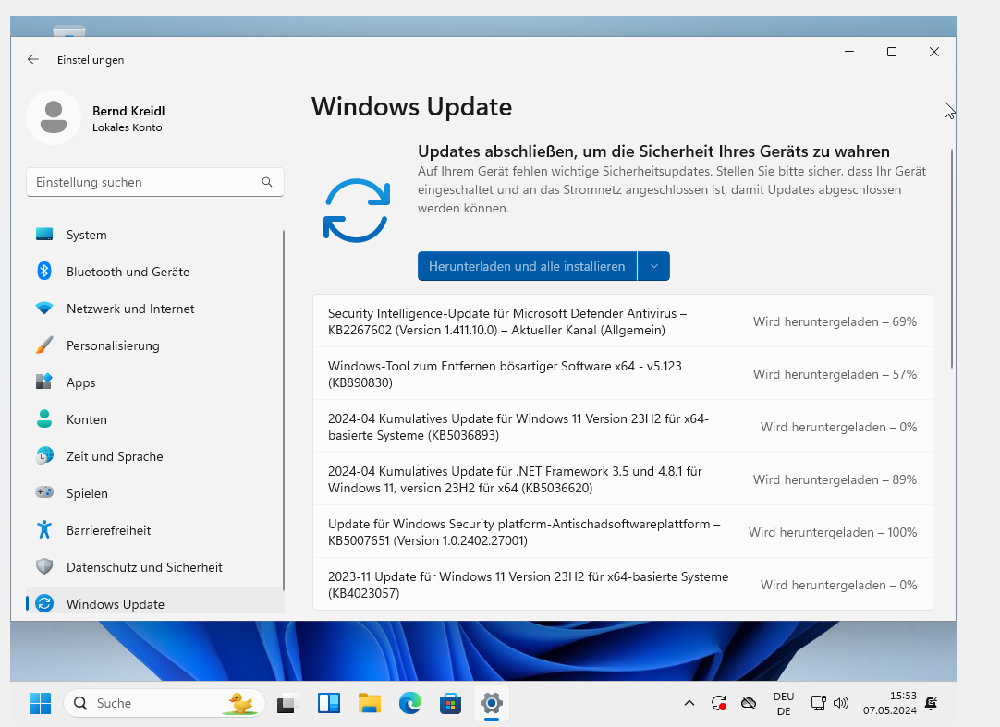 Einstellungen
Bernd Kreidl
Lokales Konto
Einstellung suchen
System
Bluetooth und Geräte
Netzwerk und Internet
Personalisierung
Apps
Konten
Zeit und Sprache
Spielen
Barrierefreiheit
Datenschutz und Sicherheit
Windows Update
Windows Update
Updates abschließen, um die Sicherheit Ihres Geräts zu wahren
Auf Ihrem Gerät fehlen wichtige Sicherheitsupdates. Stellen Sie bitte sicher, dass Ihr Gerät
eingeschaltet und an das Stromnetz angeschlossen ist, damit Updates abgeschlossen
werden können.
Herunterladen und alle installieren
Security Intelligence-Update für Microsoft Defender Antivirus –
KB2267602 (Version 1.411.10.0) – Aktueller Kanal (Allgemein)
Wird heruntergeladen – 69%
Windows-Tool zum Entfernen bösartiger Software x64 - v5.123
(KB890830)
Wird heruntergeladen – 57%
2024-04 Kumulatives Update für Windows 11 Version 23H2 für x64-
basierte Systeme (KB5036893)
Wird heruntergeladen – 0%
2024-04 Kumulatives Update für .NET Framework 3.5 und 4.8.1 für
Windows 11, version 23H2 für x64 (KB5036620)
Wird heruntergeladen – 89%
Update für Windows Security platform-Antischadsoftwareplattform –
KB5007651 (Version 1.0.2402.27001)
Wird heruntergeladen – 100%
2023-11 Update für Windows 11 Version 23H2 für x64-basierte Systeme
(KB4023057)
Wird heruntergeladen – 0%
Suche
DEU
DE
15:53
07.05.2024